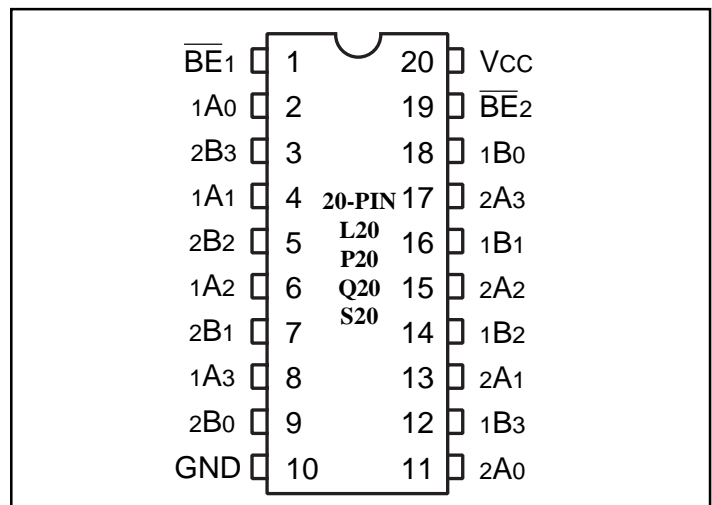 B̅E̅1 1 20 Vcc
1A0 2 19 B̅E̅2
2B3 3 18 1B0
1A1 4 20-PIN 17 2A3
L20
2B2 5 16 1B1
P20
1A2 6 Q20 15 2A2
S20
2B1 7 14 1B2
1A3 8 13 2A1
2B0 9 12 1B3
GND 10 11 2A0